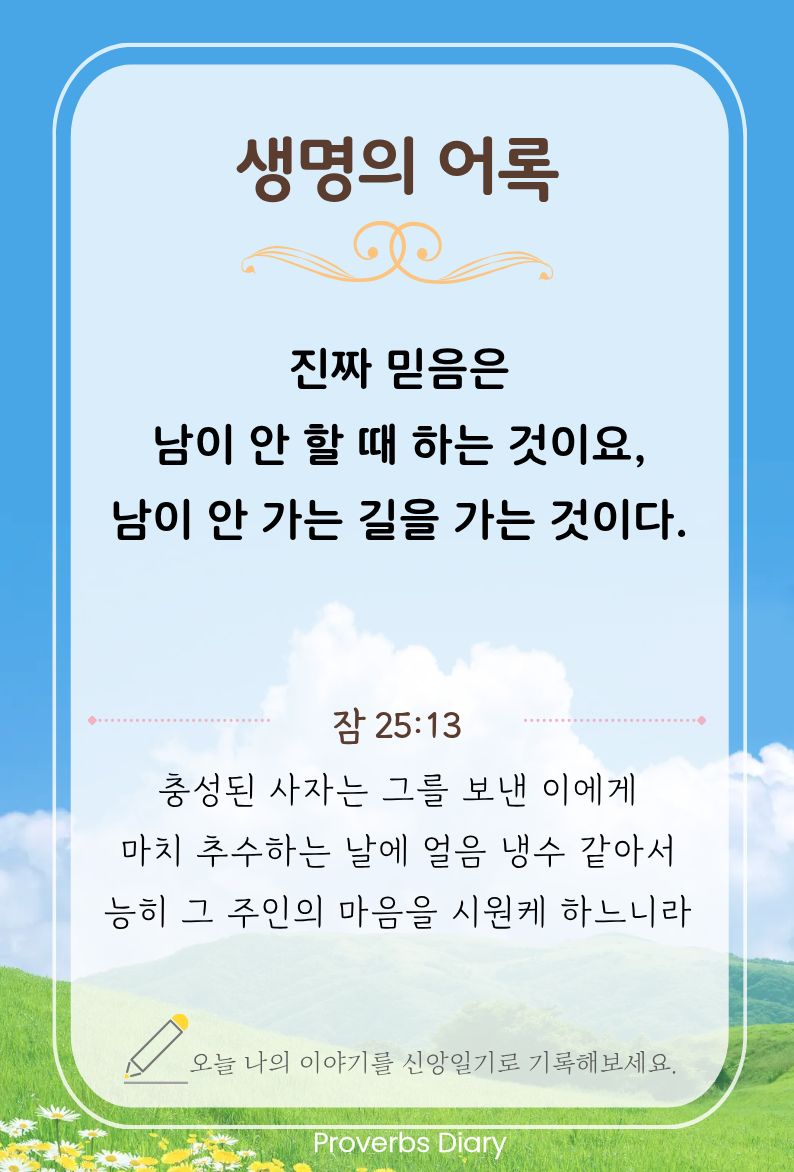 생명의 어록
진짜 믿음은
남이 안 할 때 하는 것이요,
남이 안 가는 길을 가는 것이다.
잠 25:13
충성된 사자는 그를 보낸 이에게
마치 추수하는 날에 얼음 냉수 같아서
능히 그 주인의 마음을 시원케 하느니라
오늘 나의 이야기를 신앙일기로 기록해보세요.
Proverbs Diary